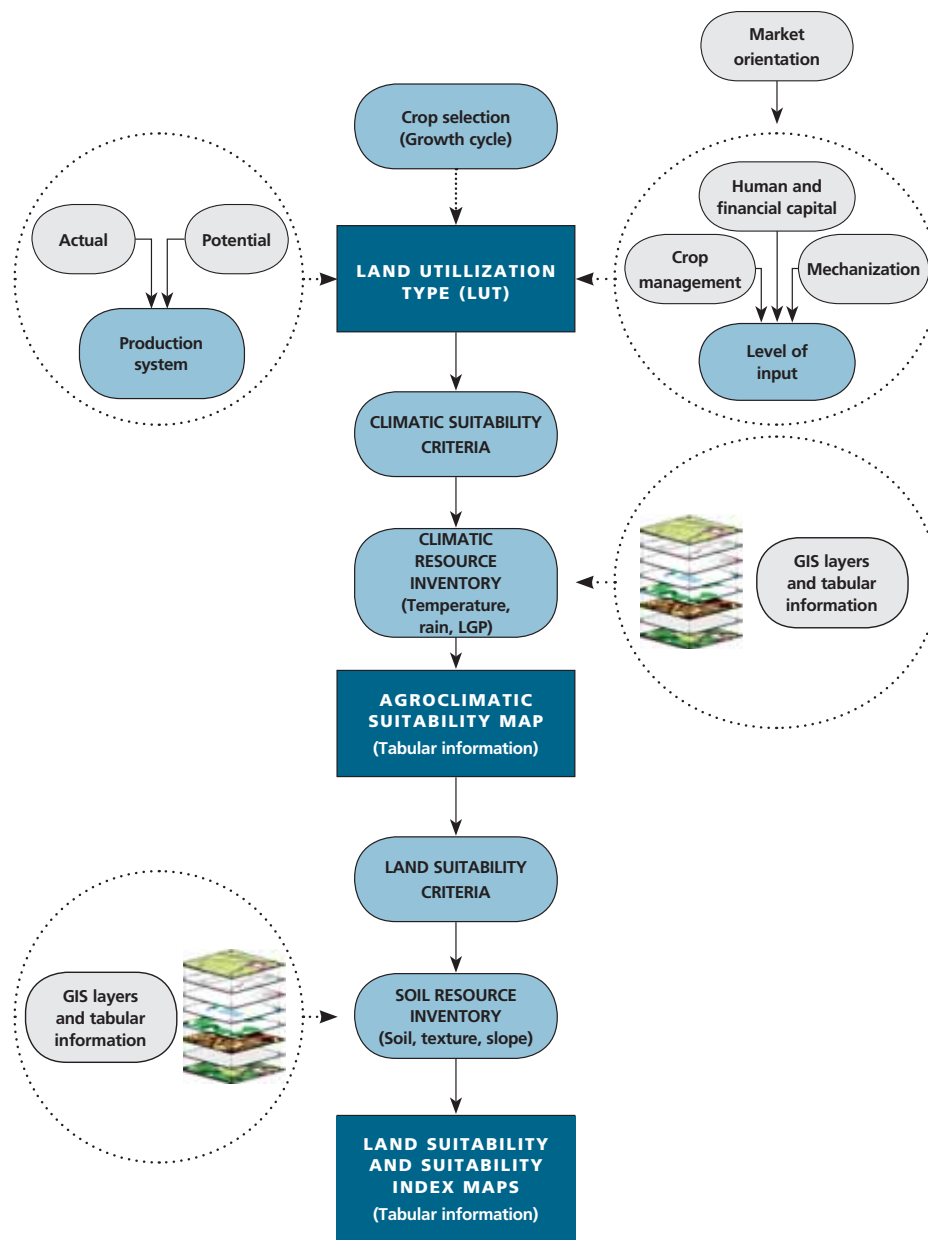 Market
orientation
Crop selection
(Growth cycle)
Human and
financial capital
Actual
Potential
Crop
management
Mechanization
LAND UTILLIZATION
TYPE (LUT)
Production
system
Level of
input
CLIMATIC SUITABILITY
CRITERIA
CLIMATIC
RESOURCE
INVENTORY
(Temperature,
rain, LGP)
GIS layers
and tabular
information
AGROCLIMATIC
SUITABILITY MAP
(Tabular information)
LAND SUITABILITY
CRITERIA
GIS layers
and tabular
information
SOIL RESOURCE
INVENTORY
(Soil, texture, slope)
LAND SUITABILITY
AND SUITABILITY
INDEX MAPS
(Tabular information)